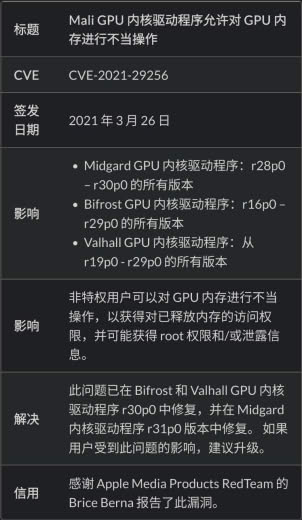 标题
Mali GPU 内核驱动程序允许对 GPU 内
存进行不当操作
CVE
CVE-2021-29256
签发
日期
2021 年 3 月 26 日
影响
• Midgard GPU 内核驱动程序：r28p0
– r30p0 的所有版本
• Bifrost GPU 内核驱动程序：r16p0 –
r29p0 的所有版本
• Valhall GPU 内核驱动程序：从
r19p0 - r29p0 的所有版本
影响
非特权用户可以对 GPU 内存进行不当
操作，以获得对已释放内存的访问权
限，并可能获得 root 权限和/或泄露信
息。
解决
此问题已在 Bifrost 和 Valhall GPU 内核
驱动程序 r30p0 中修复，并在 Midgard
内核驱动程序 r31p0 版本中修复。 如果
用户受到此问题的影响，建议升级。
信用
感谢 Apple Media Products RedTeam 的
Brice Berna 报告了此漏洞。